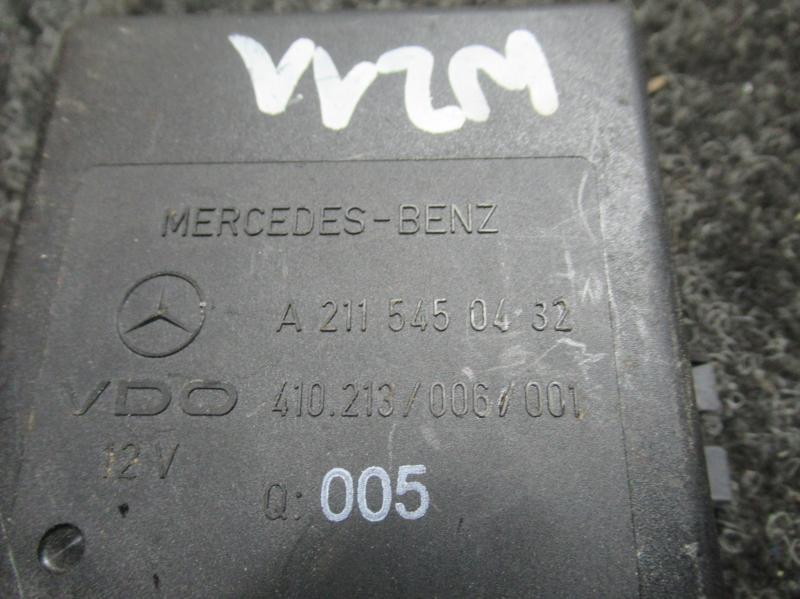 VV2M
MERCEDES-BENZ
A 211 545 04 32
VDO 410.213/006/001
12 V
Q: 005